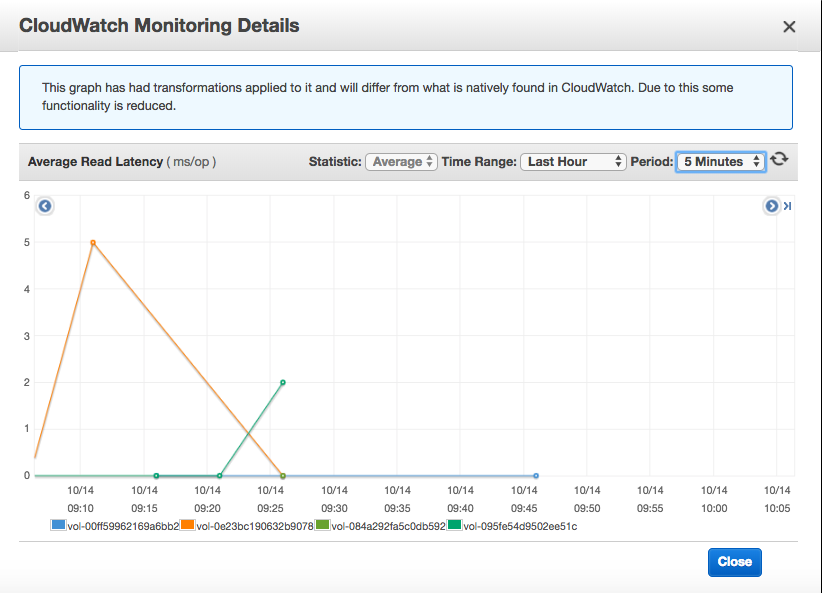 CloudWatch Monitoring Details
This graph has had transformations applied to it and will differ from what is natively found in CloudWatch. Due to this some
functionality is reduced.
Average Read Latency ( ms/op ) Statistic: Average Time Range: Last Hour Period: 5 Minutes
6
5
4
3
2
1
0
10/14 10/14 10/14 10/14 10/14 10/14 10/14 10/14 10/14 10/14 10/14 10/14
09:10 09:15 09:20 09:25 09:30 09:35 09:40 09:45 09:50 09:55 10:00 10:05
vol-00ff59962169a6bb2 vol-0e23bc190632b9078 vol-084a292fa5c0db592 vol-095fe54d9502ee51c
Close